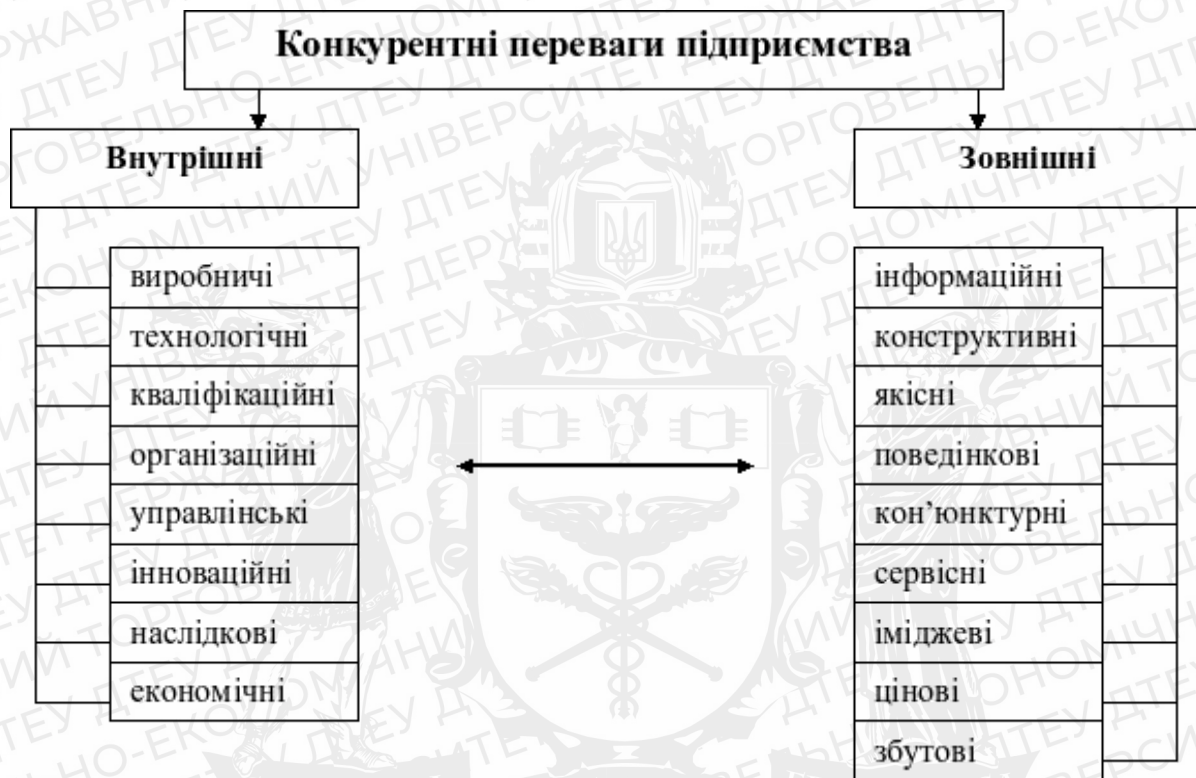 Конкурентні переваги підприємства
Внутрішні
виробничі
технологічні
кваліфікаційні
організаційні
управлінські
інноваційні
наслідкові
економічні
Зовнішні
інформаційні
конструктивні
якісні
поведінкові
кон’юнктурні
сервісні
іміджеві
цінові
збутові